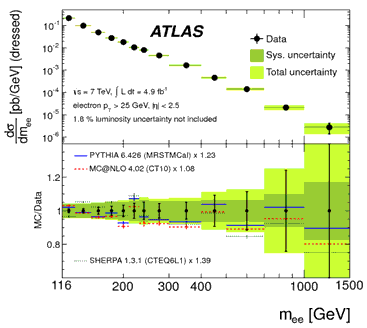 ATLAS
dσ/dmee [pb/GeV] (dressed)
10⁻¹
10⁻²
10⁻³
10⁻⁴
10⁻⁵
10⁻⁶
Data
Sys. uncertainty
Total uncertainty
√s = 7 TeV, ∫ L dt = 4.9 fb⁻¹
electron pT > 25 GeV, |η| < 2.5
1.8 % luminosity uncertainty not included
MC/Data
1.2
1.0
0.8
PYTHIA 6.426 (MRSTMCal) x 1.23
MC@NLO 4.02 (CT10) x 1.08
SHERPA 1.3.1 (CTEQ6L1) x 1.39
116 200 300 400 1000 1500
mee [GeV]